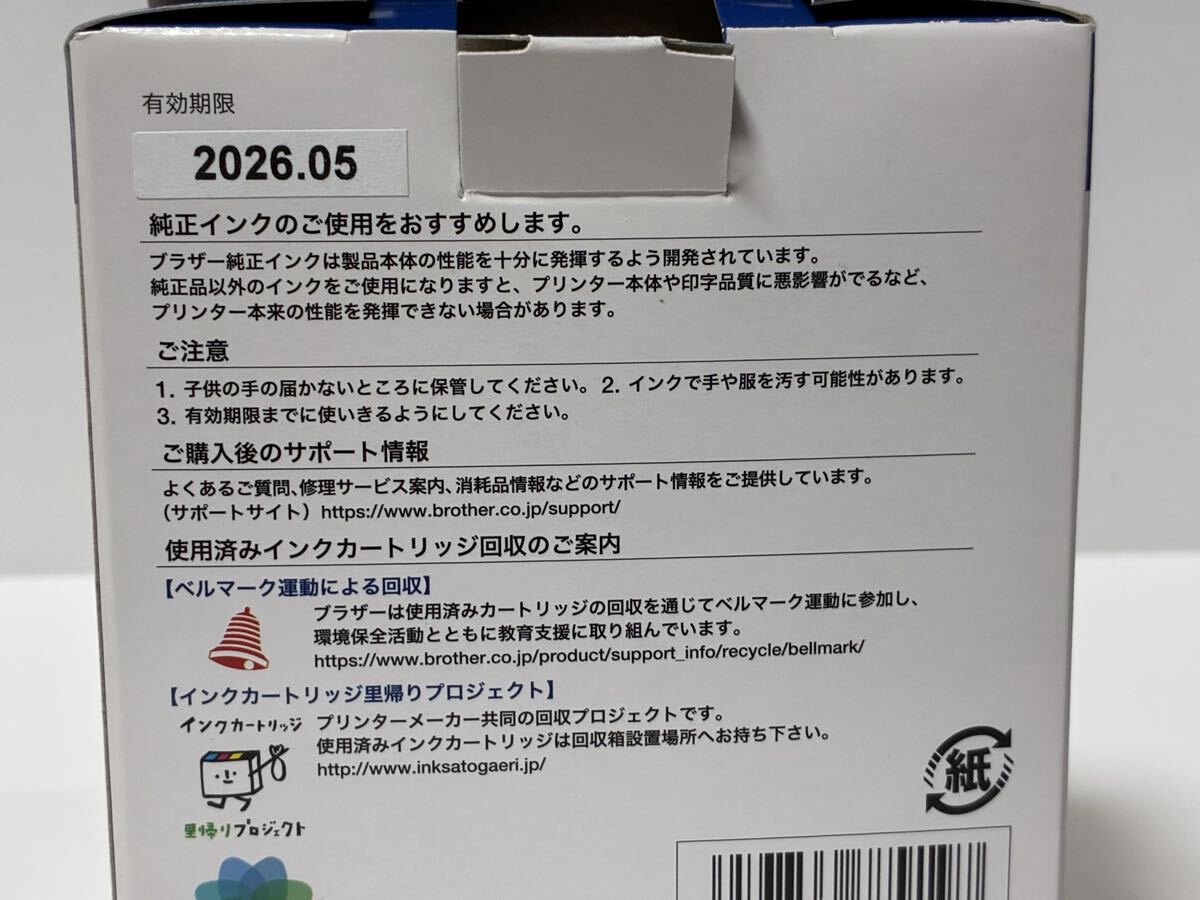 有効期限
2026.05
純正インクのご使用をおすすめします。
ブラザー純正インクは製品本体の性能を十分に発揮するよう開発されています。
純正品以外のインクをご使用になりますと、プリンター本体や印字品質に悪影響がでるなど、
プリンター本来の性能を発揮できない場合があります。
ご注意
1. 子供の手の届かないところに保管してください。 2. インクで手や服を汚す可能性があります。
3. 有効期限までに使いきるようにしてください。
ご購入後のサポート情報
よくあるご質問、修理サービス案内、消耗品情報などのサポート情報をご提供しています。
（サポートサイト）https://www.brother.co.jp/support/
使用済みインクカートリッジ回収のご案内
【ベルマーク運動による回収】
ブラザーは使用済みカートリッジの回収を通じてベルマーク運動に参加し、
環境保全活動とともに教育支援に取り組んでいます。
https://www.brother.co.jp/product/support_info/recycle/bellmark/
【インクカートリッジ里帰りプロジェクト】
インクカートリッジ
里帰りプロジェクト
プリンターメーカー共同の回収プロジェクトです。
使用済みインクカートリッジは回収箱設置場所へお持ち下さい。
http://www.inksatogaeri.jp/
紙